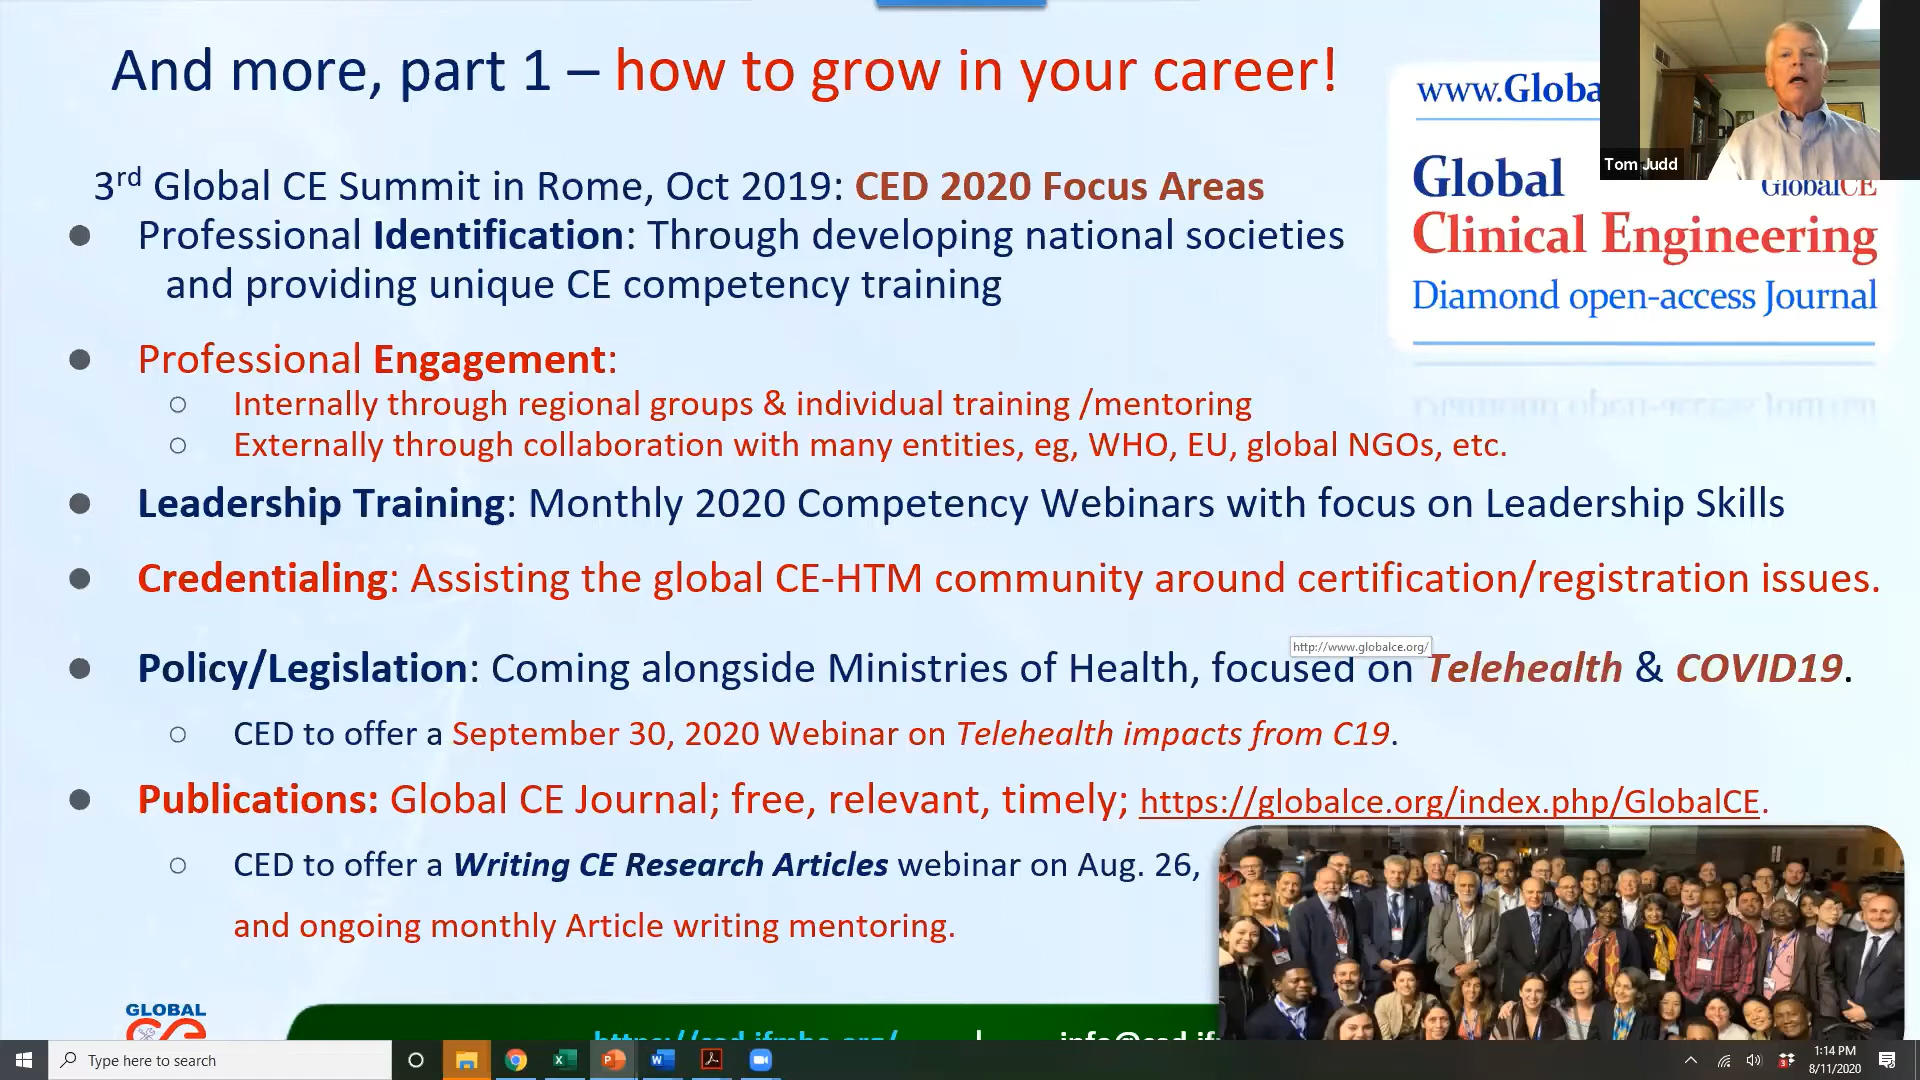 And more, part 1 – how to grow in your career!
www.Globa
Tom Judd
GlobalCE
Global
Clinical Engineering
Diamond open-access Journal
3rd Global CE Summit in Rome, Oct 2019: CED 2020 Focus Areas
● Professional Identification: Through developing national societies
and providing unique CE competency training
● Professional Engagement:
○ Internally through regional groups & individual training /mentoring
○ Externally through collaboration with many entities, eg, WHO, EU, global NGOs, etc.
● Leadership Training: Monthly 2020 Competency Webinars with focus on Leadership Skills
● Credentialing: Assisting the global CE-HTM community around certification/registration issues.
http://www.globalce.org/
● Policy/Legislation: Coming alongside Ministries of Health, focused on Telehealth & COVID19.
○ CED to offer a September 30, 2020 Webinar on Telehealth impacts from C19.
● Publications: Global CE Journal; free, relevant, timely; https://globalce.org/index.php/GlobalCE.
○ CED to offer a Writing CE Research Articles webinar on Aug. 26,
and ongoing monthly Article writing mentoring.
GLOBAL
CE
https://ced.ifmbe.org/ |
Type here to search
1:14 PM
8/11/2020